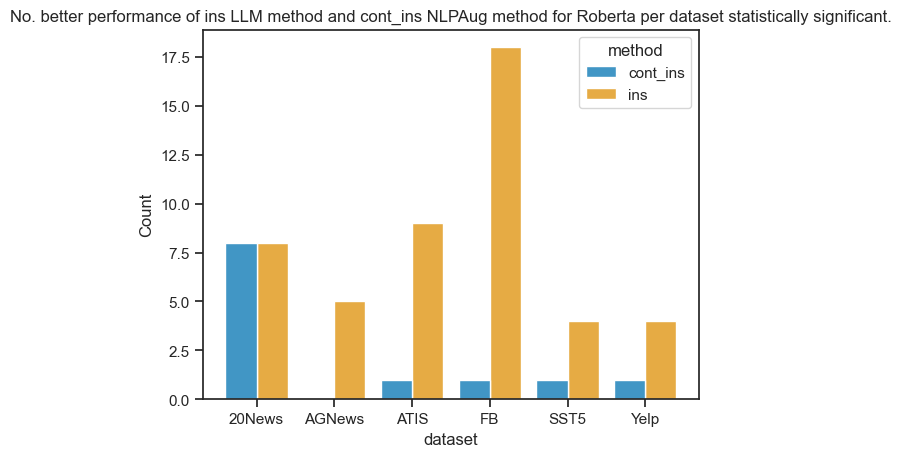 No. better performance of ins LLM method and cont_ins NLPAug method for Roberta per dataset statistically significant.
method
cont_ins
ins
17.5
15.0
12.5
10.0
7.5
5.0
2.5
0.0
Count
20News AGNews ATIS FB SST5 Yelp
dataset